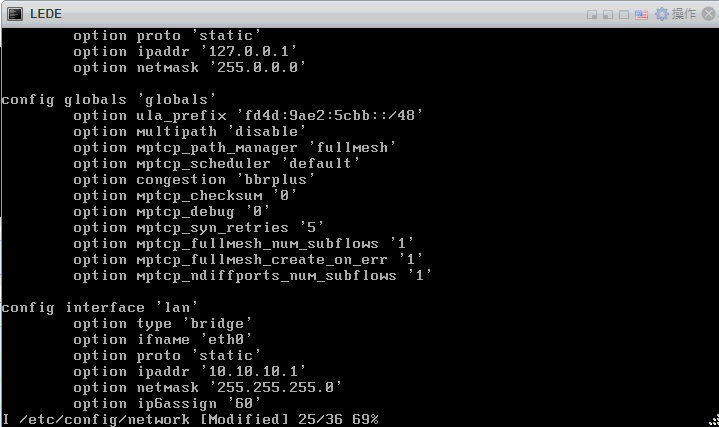 LEDE
操作
option proto 'static'
option ipaddr '127.0.0.1'
option netmask '255.0.0.0'
config globals 'globals'
option ula_prefix 'fd4d:9ae2:5cbb::/48'
option multipath 'disable'
option mptcp_path_manager 'fullmesh'
option mptcp_scheduler 'default'
option congestion 'bbrplus'
option mptcp_checksum '0'
option mptcp_debug '0'
option mptcp_syn_retries '5'
option mptcp_fullmesh_num_subflows '1'
option mptcp_fullmesh_create_on_err '1'
option mptcp_ndiffports_num_subflows '1'
config interface 'lan'
option type 'bridge'
option ifname 'eth0'
option proto 'static'
option ipaddr '10.10.10.1'
option netmask '255.255.255.0'
option ip6assign '60'
I /etc/config/network [Modified] 25/36 69%